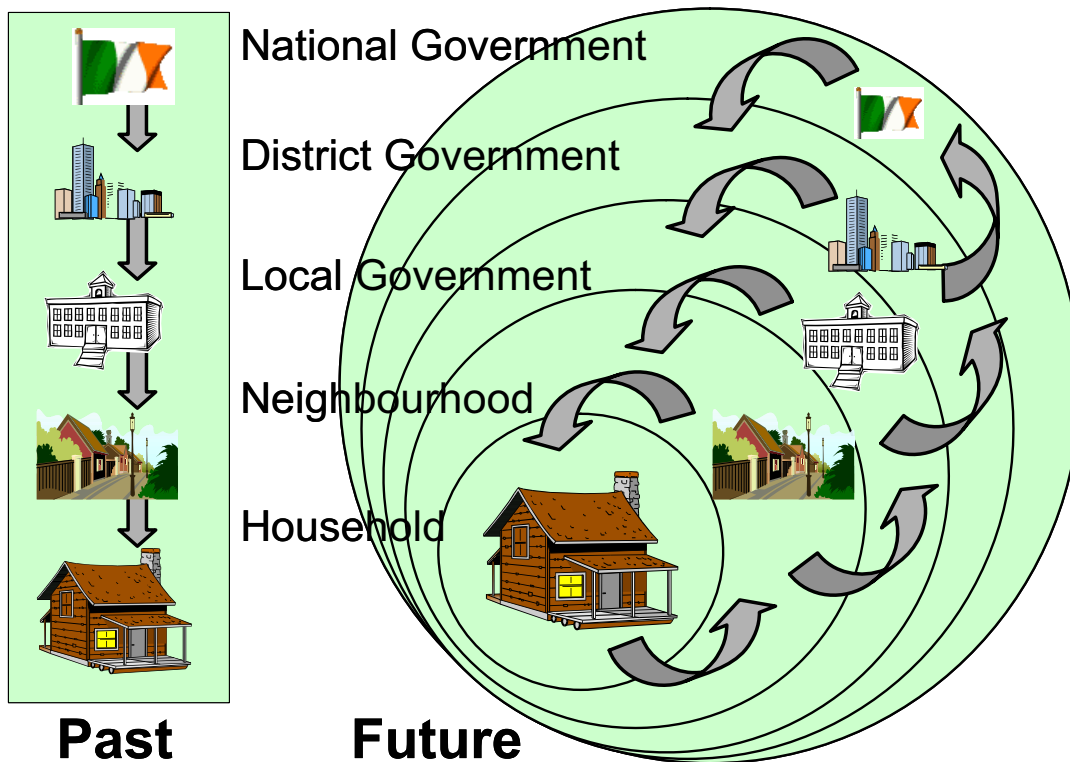 National Government
District Government
Local Government
Neighbourhood
Household
Past
Future